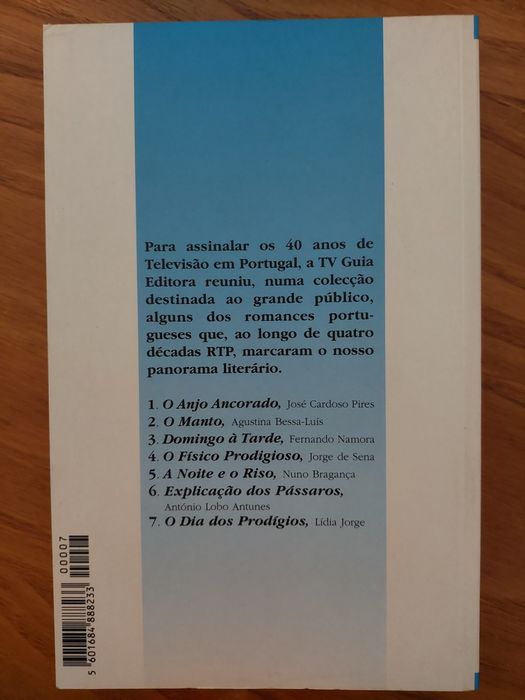 Para assinalar os 40 anos de
Televisão em Portugal, a TV Guia
Editora reuniu, numa colecção
destinada ao grande público,
alguns dos romances portu-
gueses que, ao longo de quatro
décadas RTP, marcaram o nosso
panorama literário.
1. O Anjo Ancorado, José Cardoso Pires
2. O Manto, Agustina Bessa-Luís
3. Domingo à Tarde, Fernando Namora
4. O Físico Prodigioso, Jorge de Sena
5. A Noite e o Riso, Nuno Bragança
6. Explicação dos Pássaros,
António Lobo Antunes
7. O Dia dos Prodígios, Lídia Jorge
00007
5 601684 888233